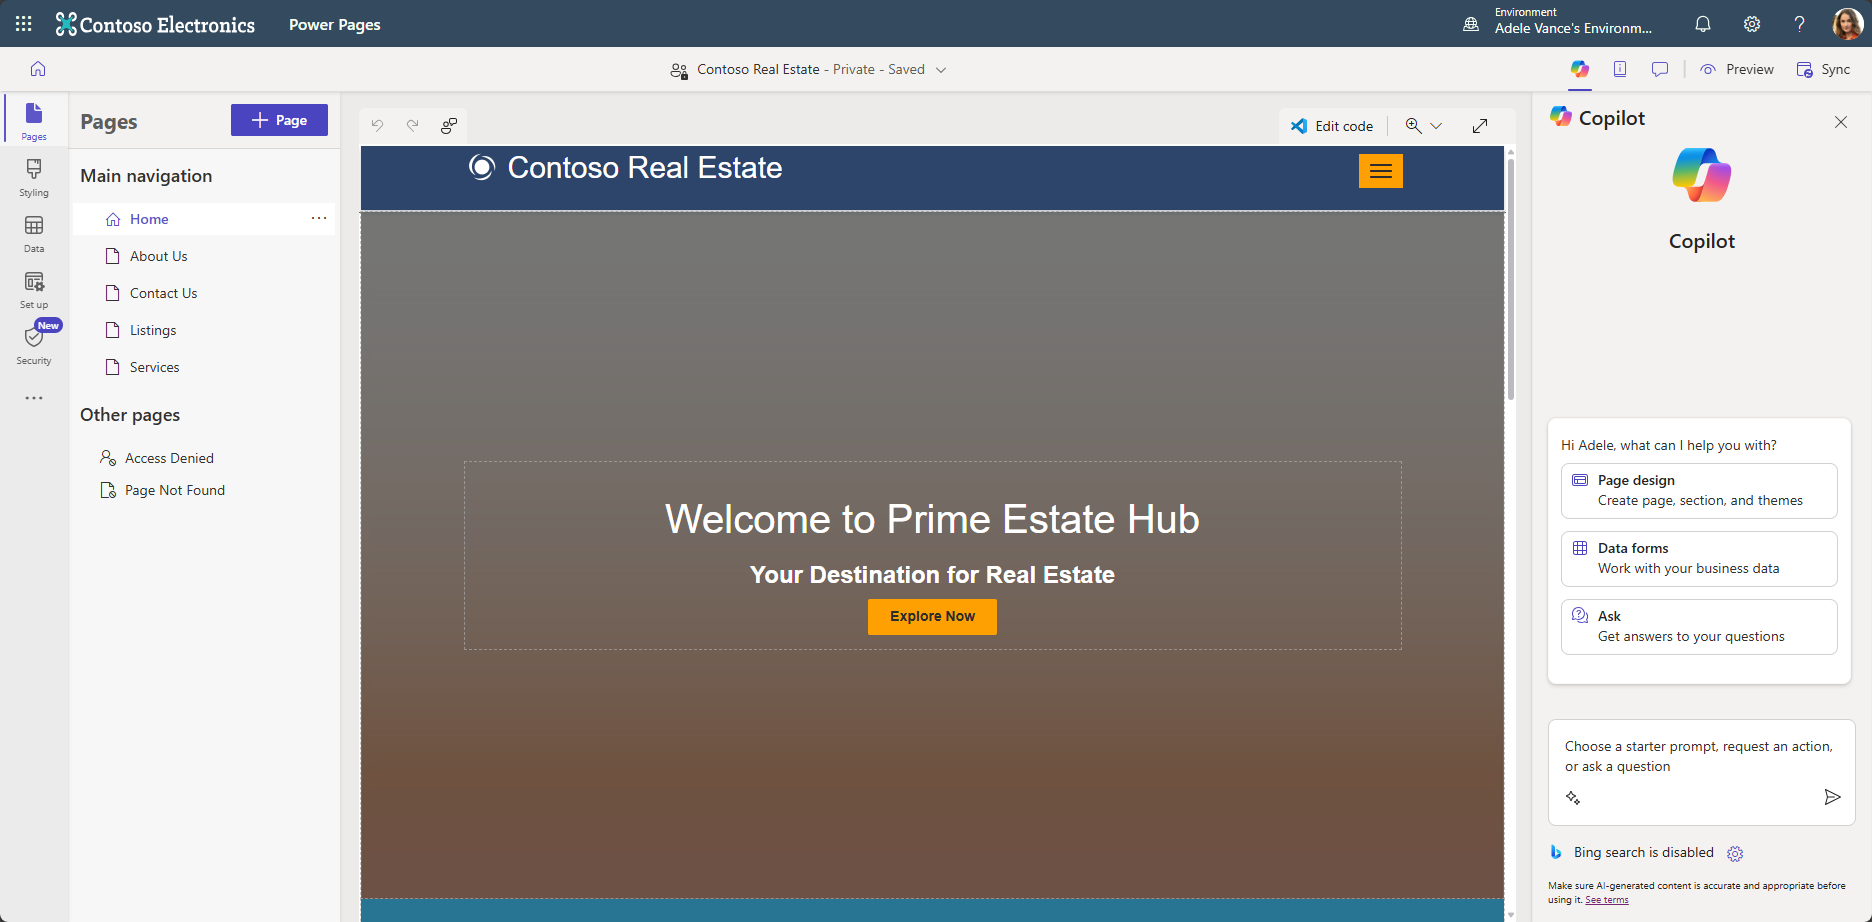 Contoso Electronics
Power Pages
Environment
Adele Vance's Environm...
Contoso Real Estate - Private - Saved
Preview
Sync
Pages
Styling
Data
Set up
New
Security
Pages
+ Page
Main navigation
Home
About Us
Contact Us
Listings
Services
Other pages
Access Denied
Page Not Found
Edit code
Contoso Real Estate
Welcome to Prime Estate Hub
Your Destination for Real Estate
Explore Now
Copilot
Copilot
Hi Adele, what can I help you with?
Page design
Create page, section, and themes
Data forms
Work with your business data
Ask
Get answers to your questions
Choose a starter prompt, request an action,
or ask a question
Bing search is disabled
Make sure AI-generated content is accurate and appropriate before
using it. See terms